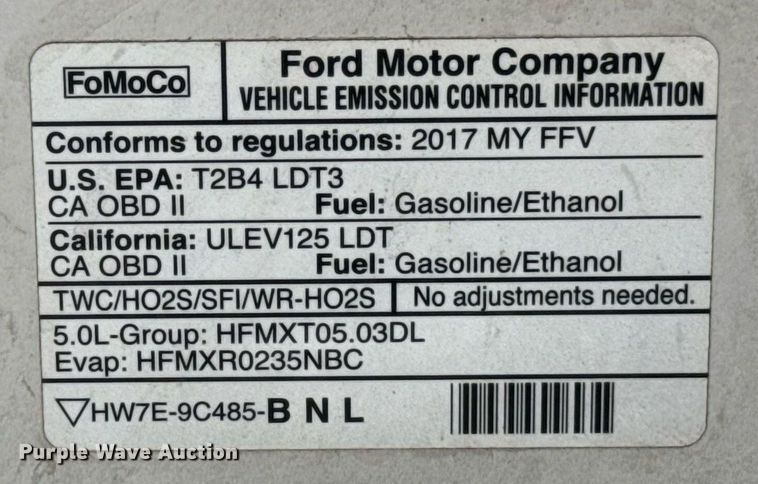 FoMoCo
Ford Motor Company
VEHICLE EMISSION CONTROL INFORMATION
Conforms to regulations: 2017 MY FFV
U.S. EPA: T2B4 LDT3
CA OBD II Fuel: Gasoline/Ethanol
California: ULEV125 LDT
CA OBD II Fuel: Gasoline/Ethanol
TWC/HO2S/SFI/WR-HO2S No adjustments needed.
5.0L-Group: HFMXT05.03DL
Evap: HFMXR0235NBC
▽HW7E-9C485-B N L
Purple Wave Auction